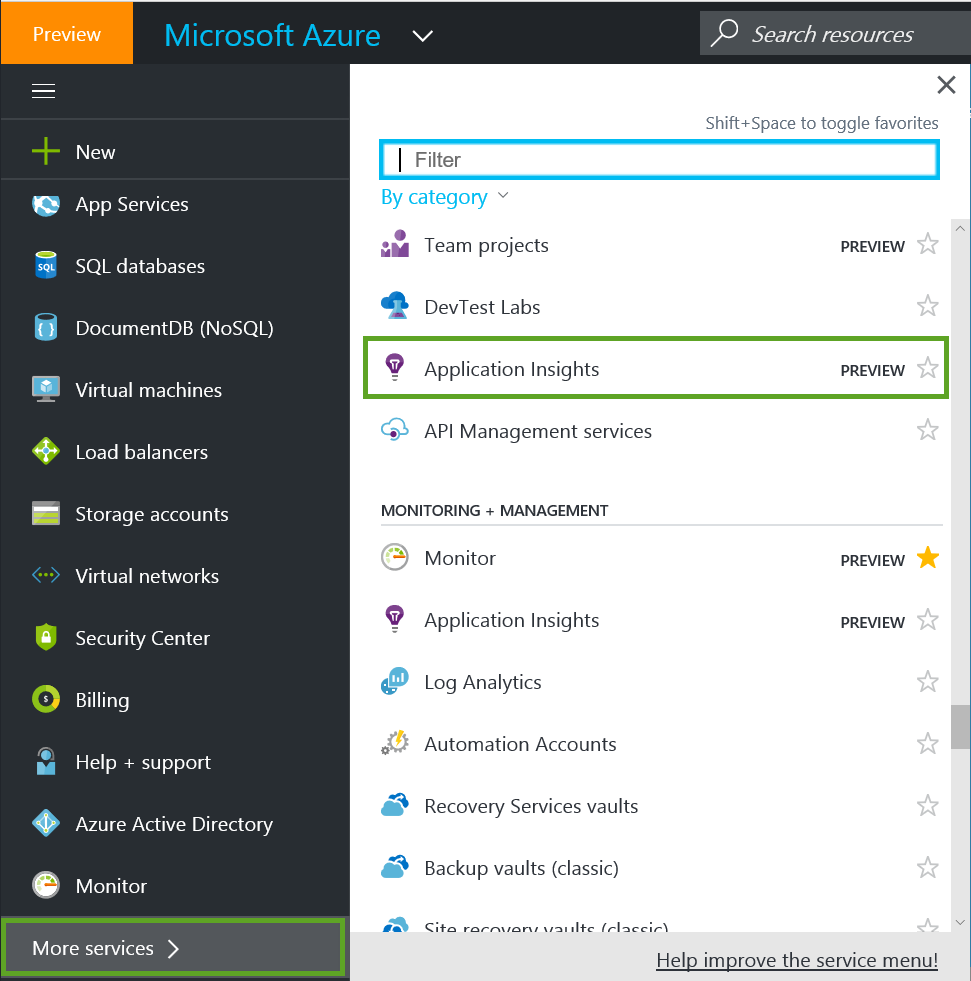 Preview
Microsoft Azure
Search resources
New
App Services
SQL databases
DocumentDB (NoSQL)
Virtual machines
Load balancers
Storage accounts
Virtual networks
Security Center
Billing
Help + support
Azure Active Directory
Monitor
More services
Shift+Space to toggle favorites
Filter
By category
Team projects PREVIEW
DevTest Labs
Application Insights PREVIEW
API Management services
MONITORING + MANAGEMENT
Monitor PREVIEW
Application Insights PREVIEW
Log Analytics
Automation Accounts
Recovery Services vaults
Backup vaults (classic)
Site recovery vaults (classic)
Help improve the service menu!